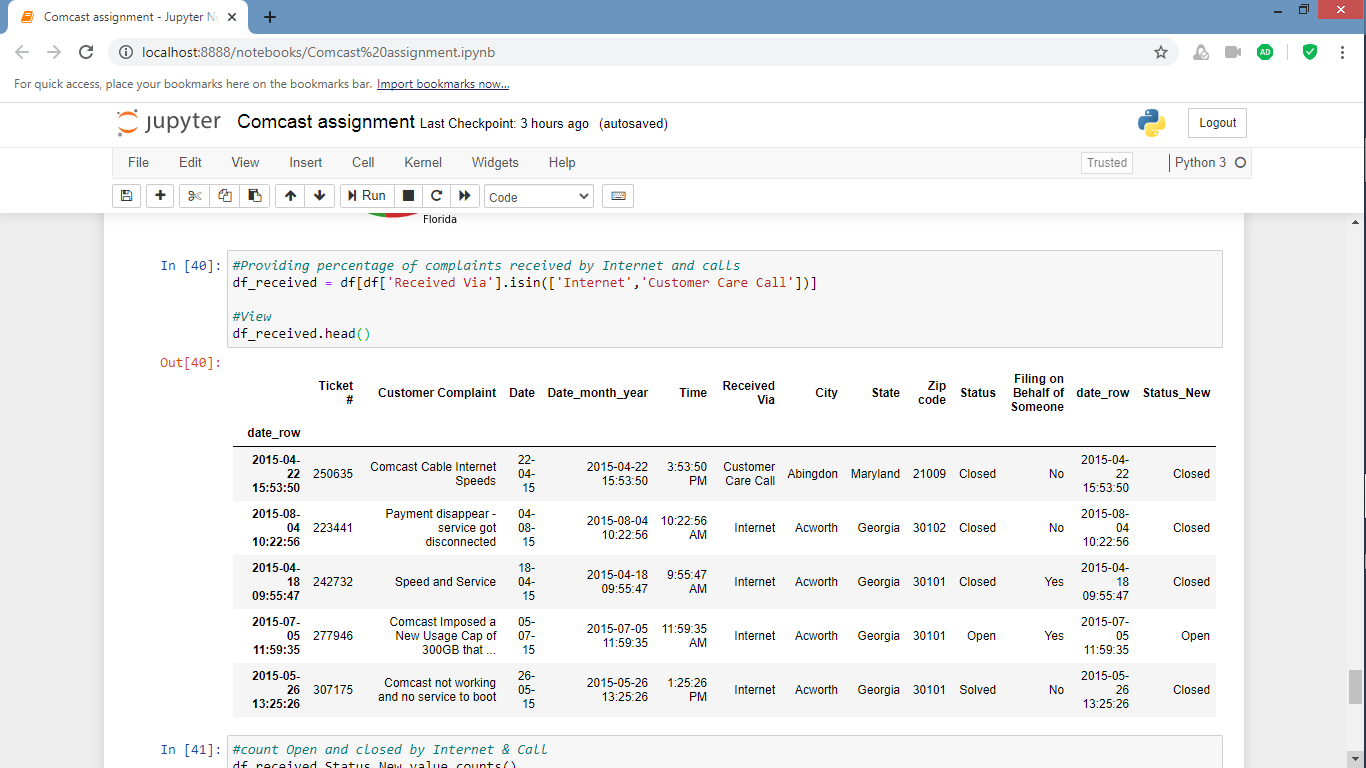 Comcast assignment - Jupyter N
localhost:8888/notebooks/Comcast%20assignment.ipynb
AD
For quick access, place your bookmarks here on the bookmarks bar. Import bookmarks now...
jupyter Comcast assignment Last Checkpoint: 3 hours ago (autosaved)
Logout
File Edit View Insert Cell Kernel Widgets Help
Trusted
Python 3
Run
Code
Florida
In [40]: #Providing percentage of complaints received by Internet and calls
df_received = df[df['Received Via'].isin(['Internet','Customer Care Call'])]
#View
df_received.head()
Out[40]:
Ticket # Customer Complaint Date Date_month_year Time Received Via City State Zip code Status Filing on Behalf of Someone date_row Status_New
date_row
2015-04-22 15:53:50 250635 Comcast Cable Internet Speeds 22-04-15 2015-04-22 15:53:50 3:53:50 PM Customer Care Call Abingdon Maryland 21009 Closed No 2015-04-22 15:53:50 Closed
2015-08-04 10:22:56 223441 Payment disappear - service got disconnected 04-08-15 2015-08-04 10:22:56 10:22:56 AM Internet Acworth Georgia 30102 Closed No 2015-08-04 10:22:56 Closed
2015-04-18 09:55:47 242732 Speed and Service 18-04-15 2015-04-18 09:55:47 9:55:47 AM Internet Acworth Georgia 30101 Closed Yes 2015-04-18 09:55:47 Closed
2015-07-05 11:59:35 277946 Comcast Imposed a New Usage Cap of 300GB that ... 05-07-15 2015-07-05 11:59:35 11:59:35 AM Internet Acworth Georgia 30101 Open Yes 2015-07-05 11:59:35 Open
2015-05-26 13:25:26 307175 Comcast not working and no service to boot 26-05-15 2015-05-26 13:25:26 1:25:26 PM Internet Acworth Georgia 30101 Solved No 2015-05-26 13:25:26 Closed
In [41]: #count Open and closed by Internet & Call
df_received.Status_New.value_counts()